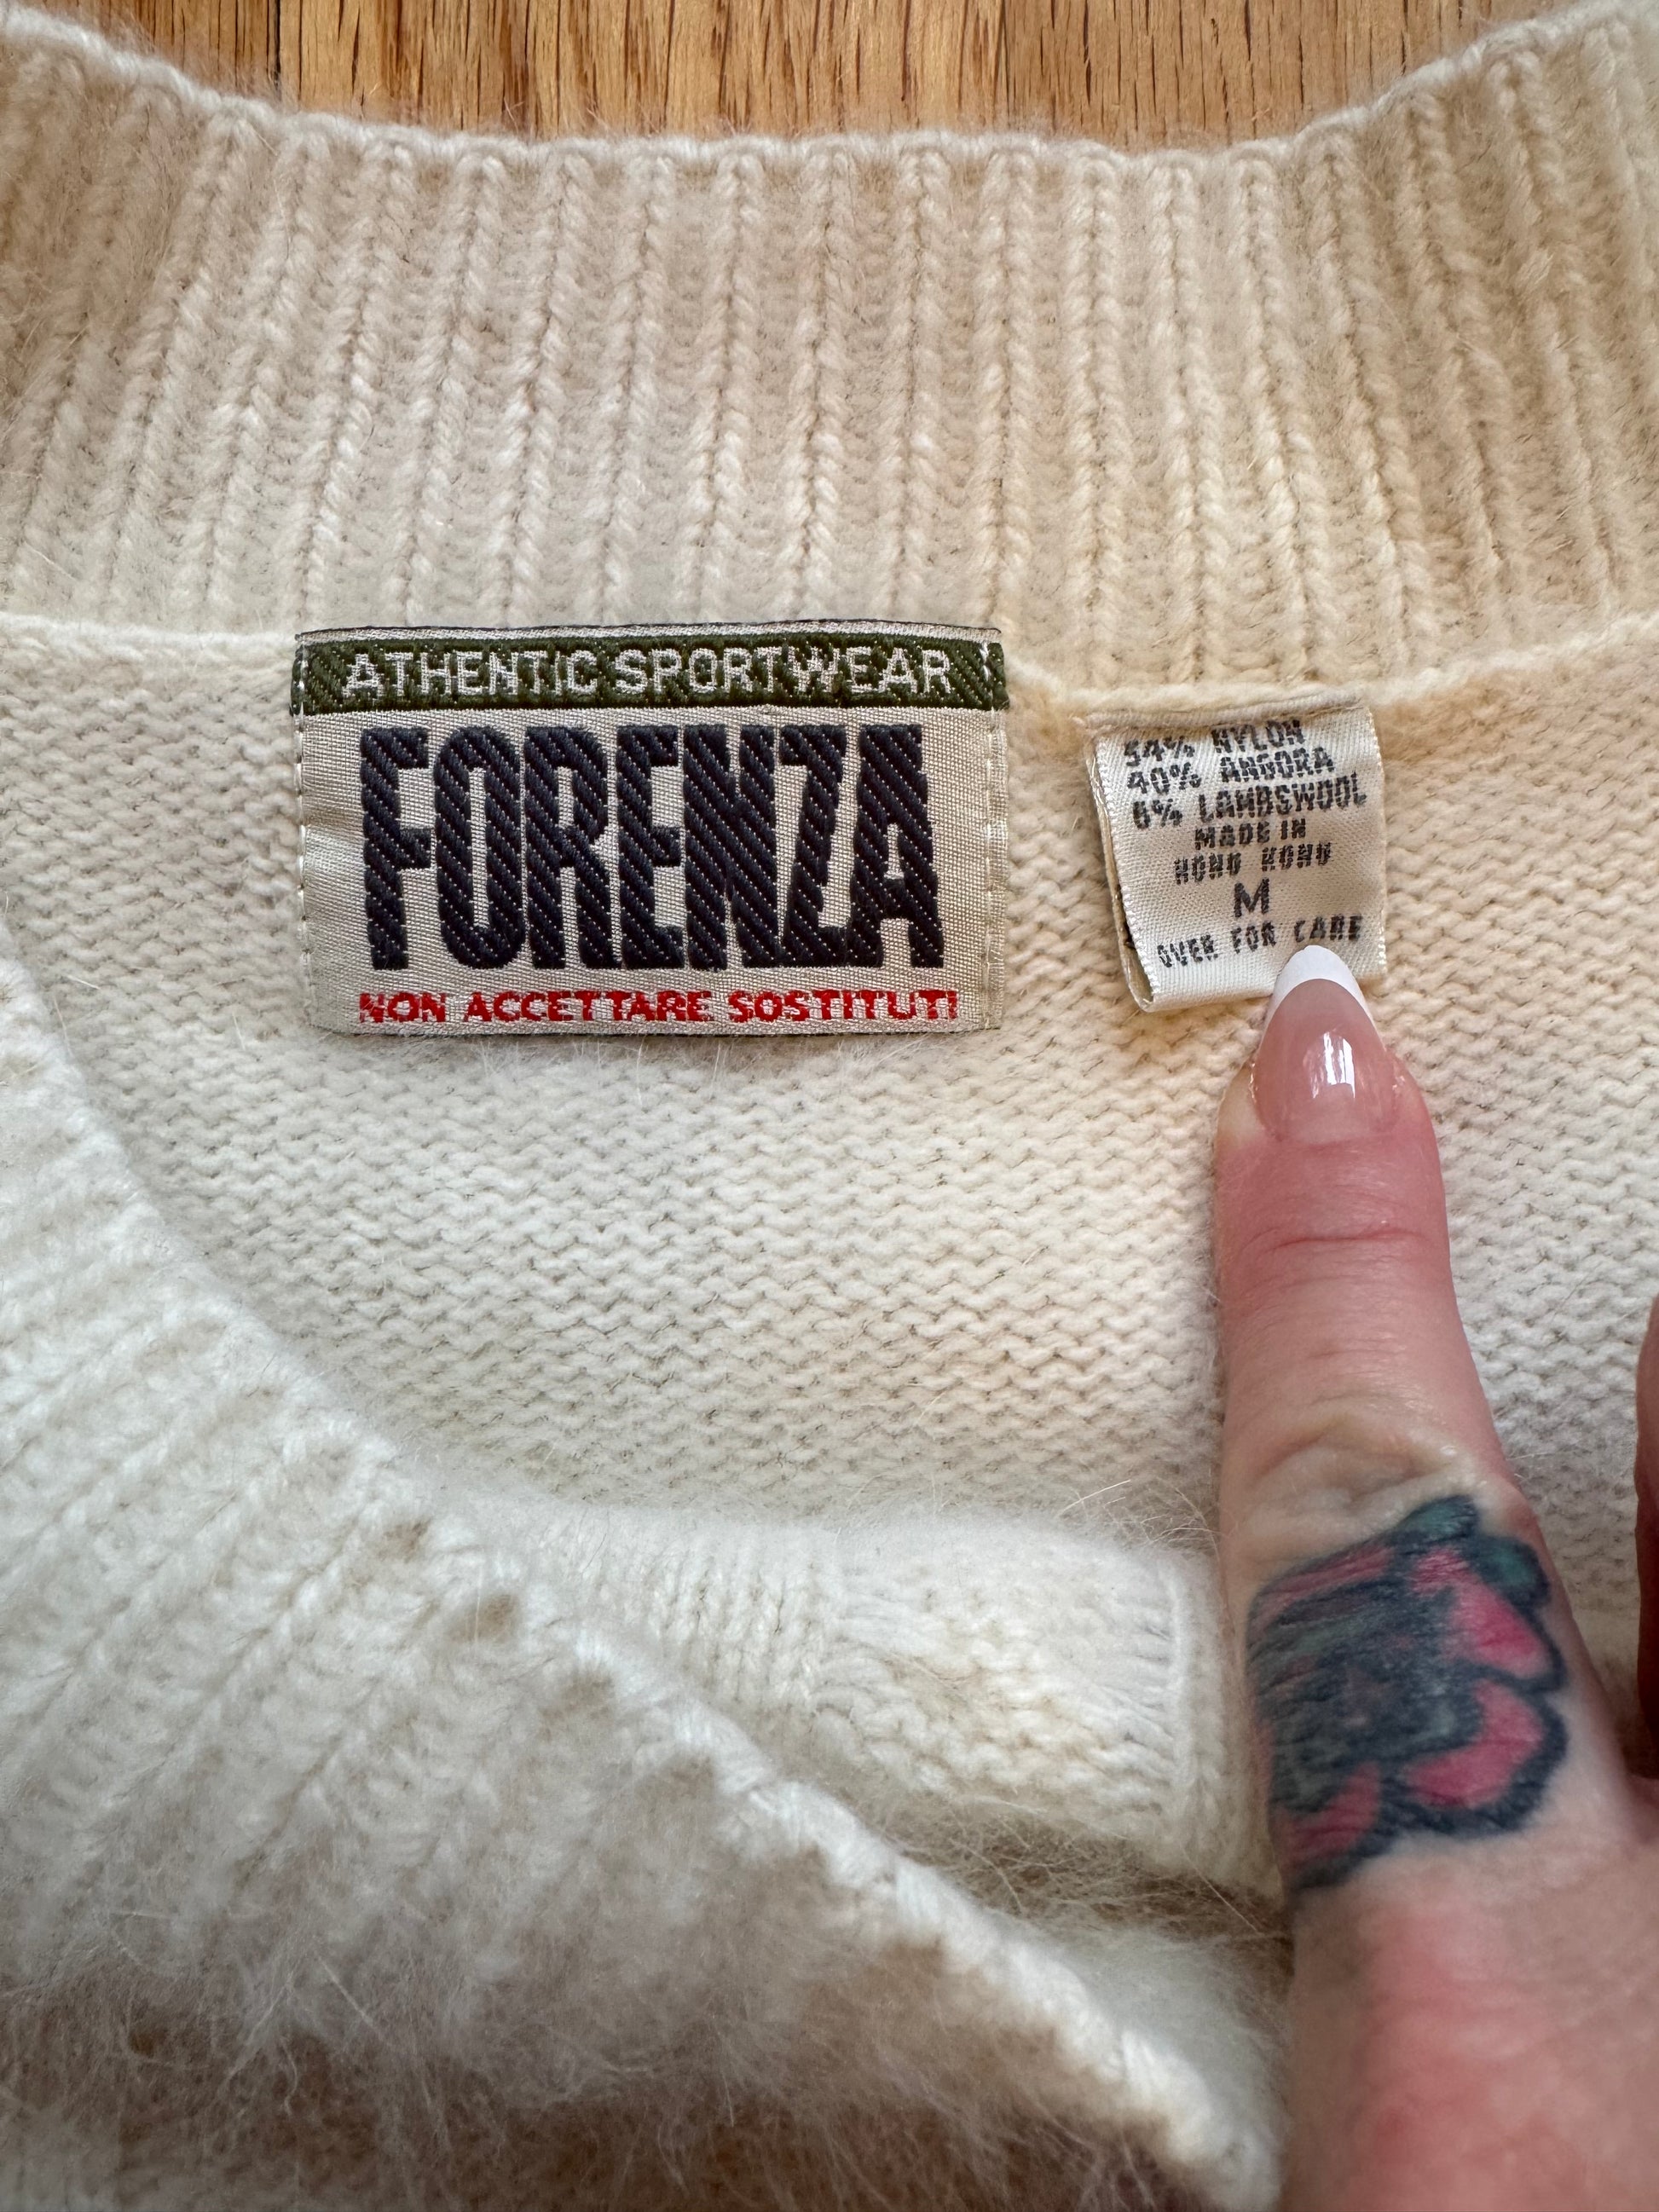 ATHENTIC SPORTWEAR
FORENZA
NON ACCETTARE SOSTITUTI
54% NYLON
40% ANGORA
6% LAMBSWOOL
MADE IN
HONG KONG
M
OVER FOR CARE